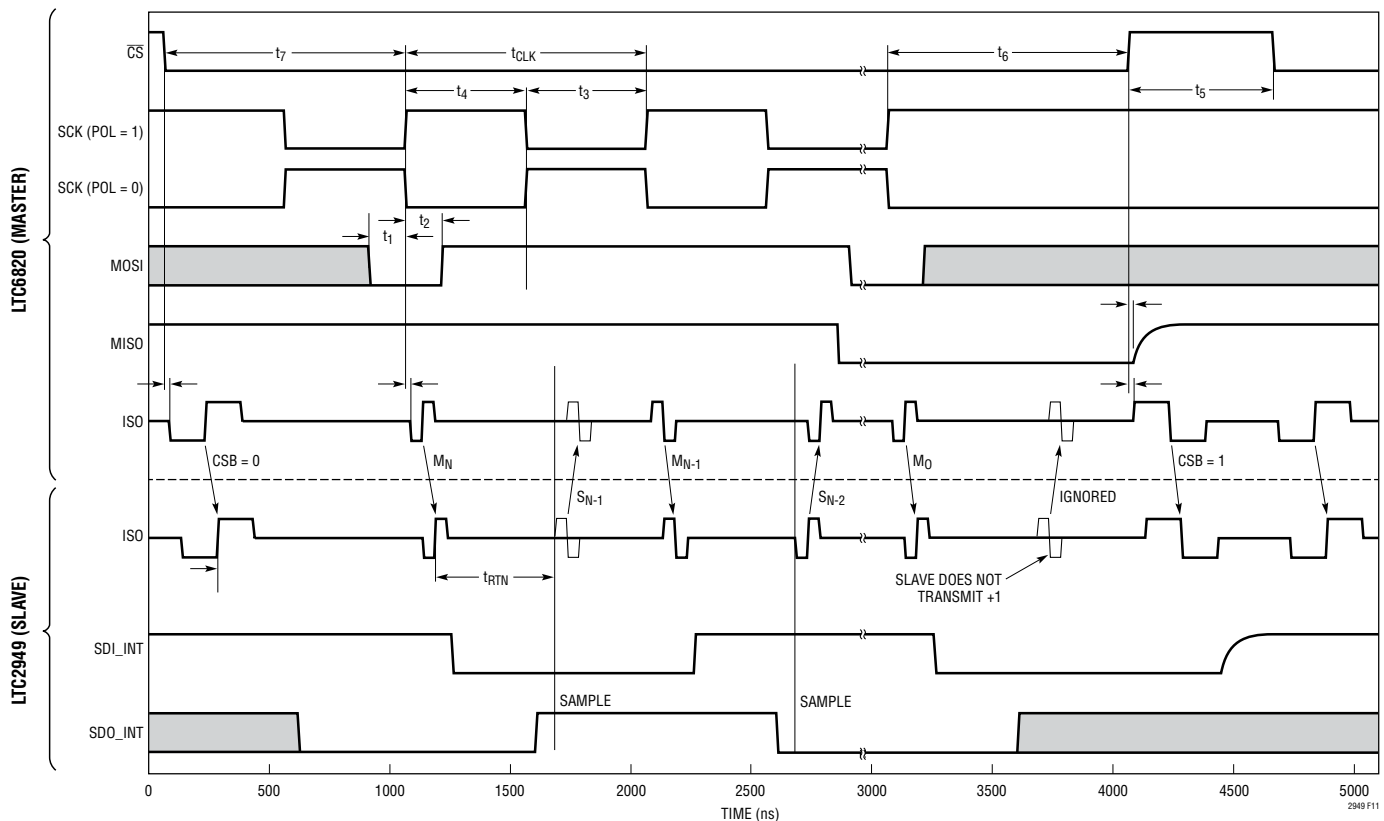 LTC6820 (MASTER)
CS
t7
tCLK
t6
t4
t3
t5
SCK (POL = 1)
SCK (POL = 0)
t2
t1
MOSI
MISO
ISO
CSB = 0
MN
SN-1
MN-1
SN-2
MO
IGNORED
CSB = 1
LTC2949 (SLAVE)
ISO
tRTN
SLAVE DOES NOT
TRANSMIT +1
SDI_INT
SAMPLE
SAMPLE
SDO_INT
0 500 1000 1500 2000 2500 3000 3500 4000 4500 5000
TIME (ns)
2949 F11